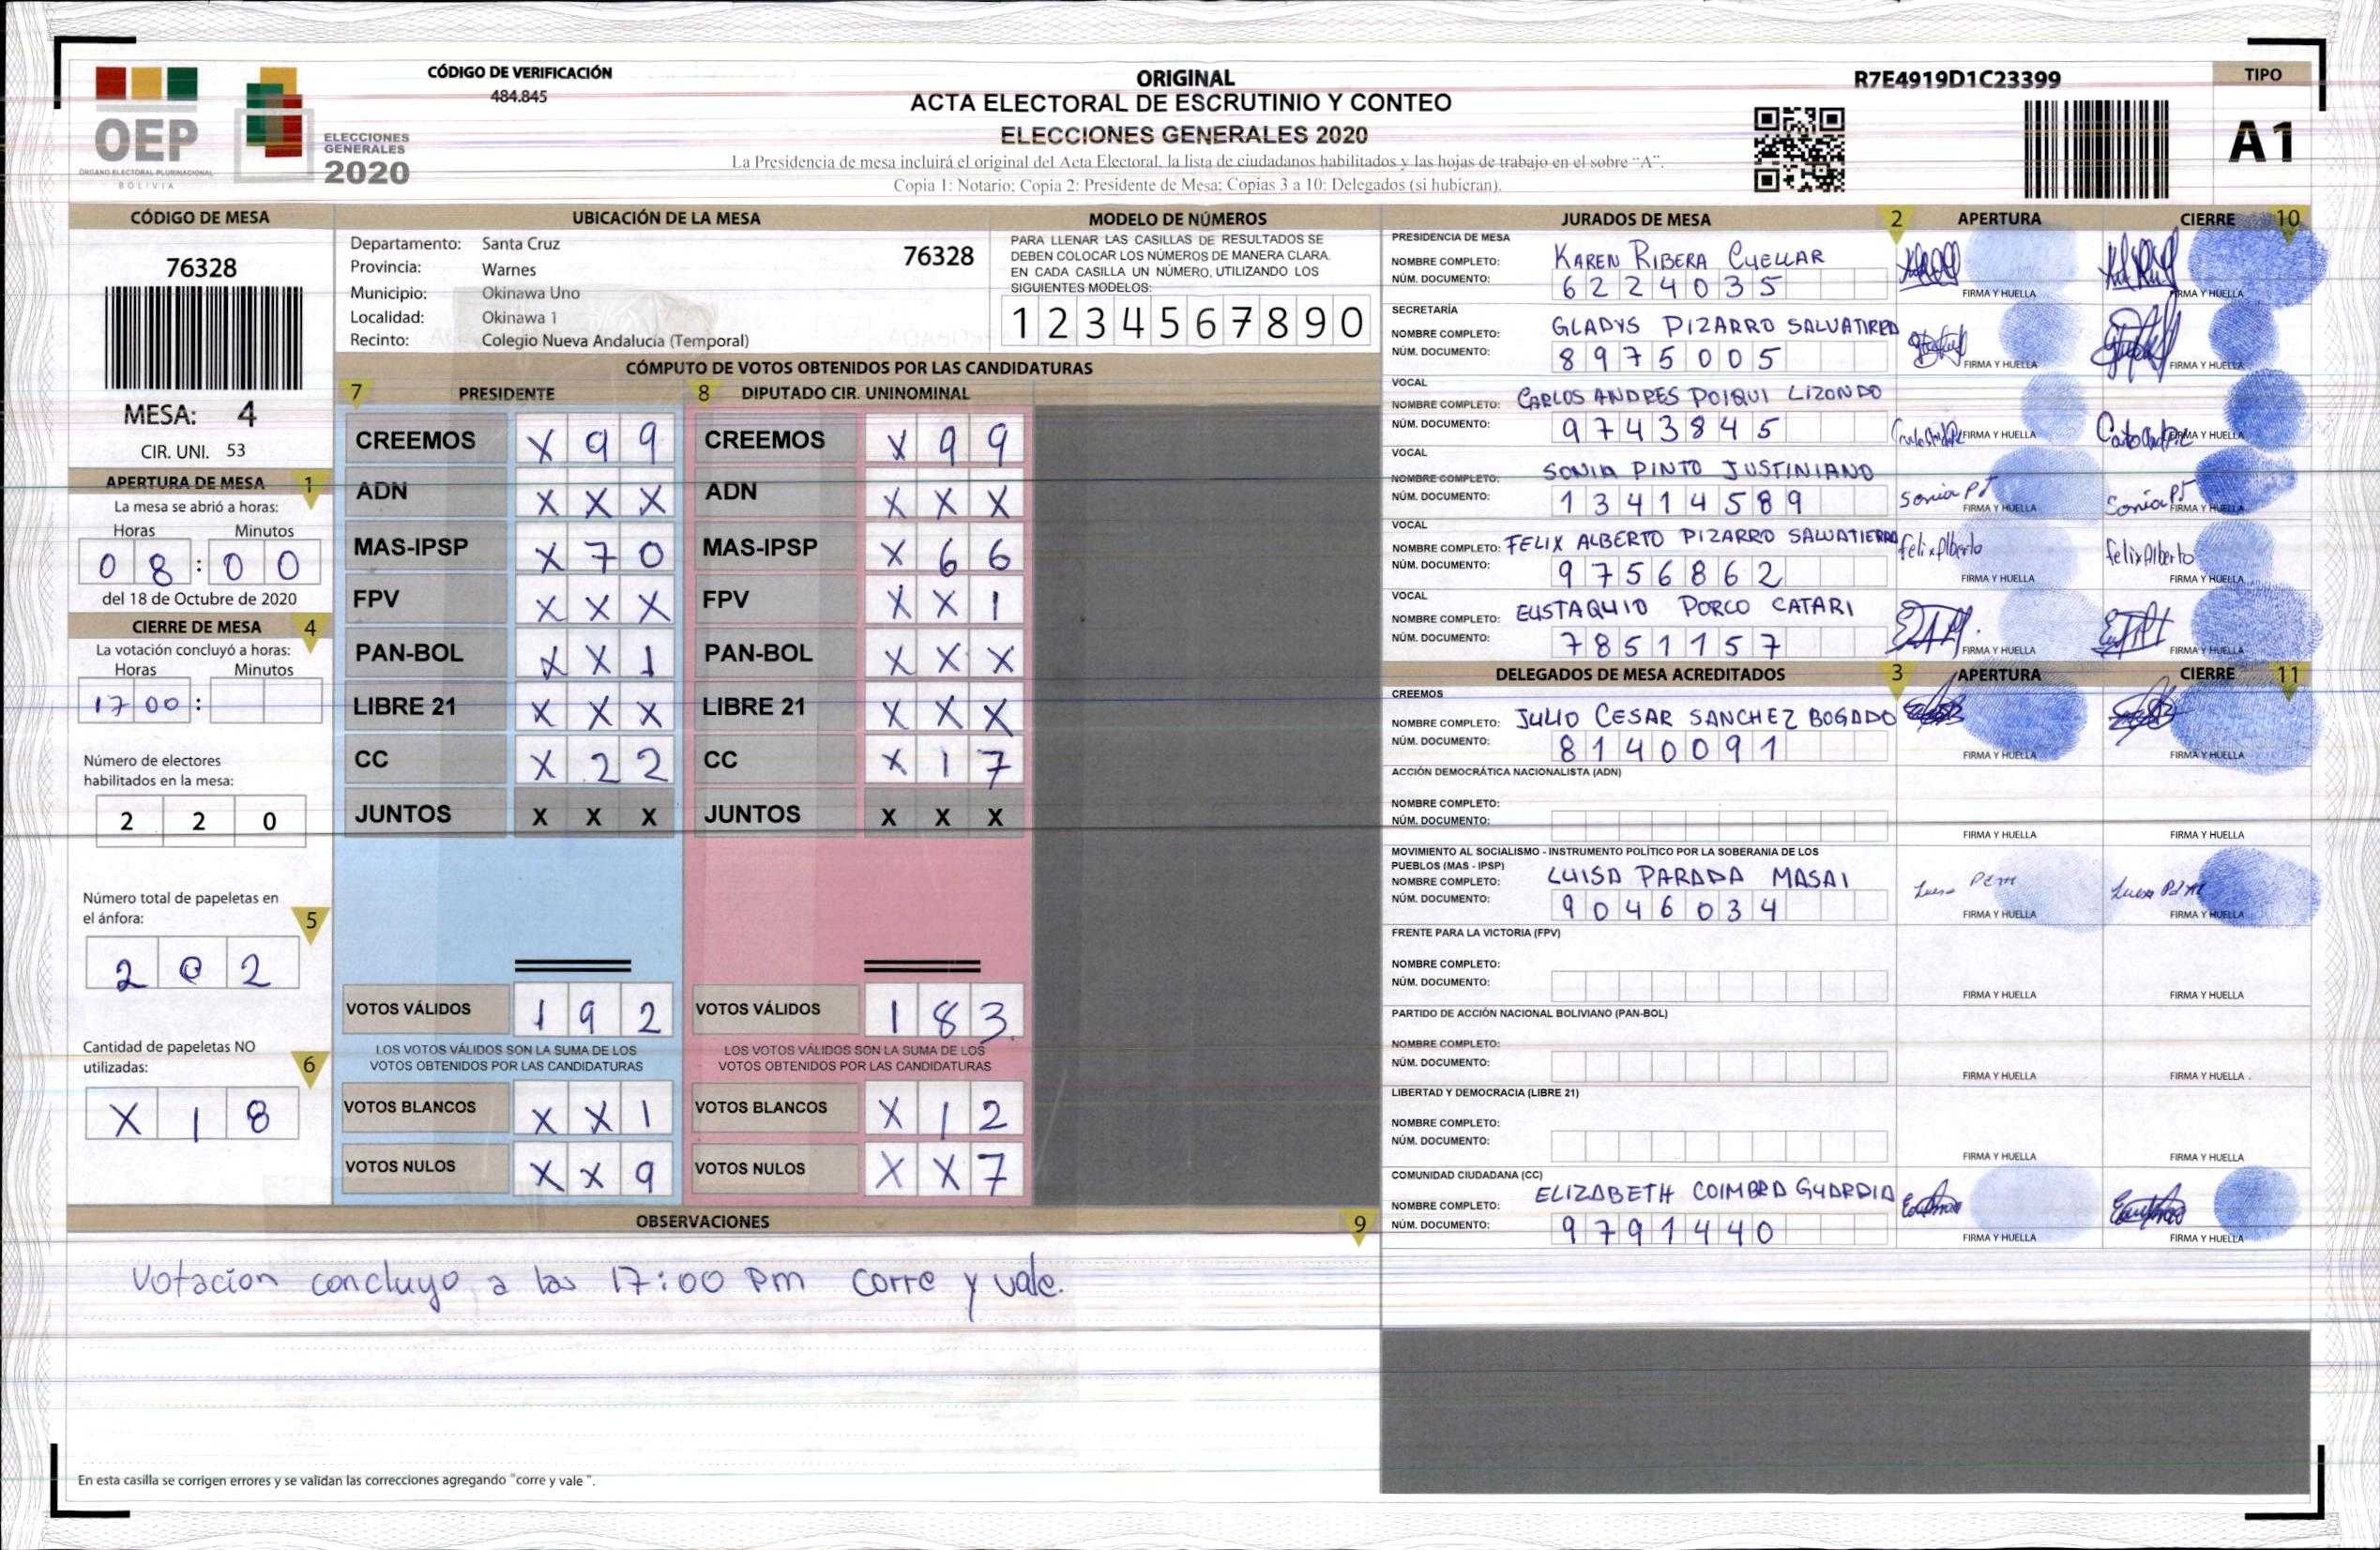 OEP
ÓRGANO ELECTORAL PLURINACIONAL
BOLIVIA
ELECCIONES
GENERALES
2020
CÓDIGO DE VERIFICACIÓN
484.845
ORIGINAL
ACTA ELECTORAL DE ESCRUTINIO Y CONTEO
ELECCIONES GENERALES 2020
La Presidencia de mesa incluirá el original del Acta Electoral, la lista de ciudadanos habilitados y las hojas de trabajo en el sobre "A".
Copia 1: Notario; Copia 2: Presidente de Mesa; Copias 3 a 10: Delegados (si hubieran).
R7E4919D1C23399
TIPO
A1
CÓDIGO DE MESA
76328
MESA: 4
CIR. UNI. 53
APERTURA DE MESA 1
La mesa se abrió a horas:
Horas Minutos
0 8 : 0 0
del 18 de Octubre de 2020
CIERRE DE MESA 4
La votación concluyó a horas:
Horas Minutos
17 00 :
Número de electores
habilitados en la mesa:
2 2 0
Número total de papeletas en
el ánfora: 5
2 0 2
Cantidad de papeletas NO
utilizadas: 6
X 1 8
UBICACIÓN DE LA MESA
Departamento: Santa Cruz
76328
Provincia: Warnes
Municipio: Okinawa Uno
Localidad: Okinawa 1
Recinto: Colegio Nueva Andalucía (Temporal)
MODELO DE NÚMEROS
PARA LLENAR LAS CASILLAS DE RESULTADOS SE
DEBEN COLOCAR LOS NÚMEROS DE MANERA CLARA.
EN CADA CASILLA UN NÚMERO, UTILIZANDO LOS
SIGUIENTES MODELOS:
1 2 3 4 5 6 7 8 9 0
CÓMPUTO DE VOTOS OBTENIDOS POR LAS CANDIDATURAS
7 PRESIDENTE
CREEMOS X 9 9
ADN X X X
MAS-IPSP X 7 0
FPV X X X
PAN-BOL X X 1
LIBRE 21 X X X
CC X 2 2
JUNTOS X X X
VOTOS VÁLIDOS 1 9 2
LOS VOTOS VÁLIDOS SON LA SUMA DE LOS
VOTOS OBTENIDOS POR LAS CANDIDATURAS
VOTOS BLANCOS X X 1
VOTOS NULOS X X 9
8 DIPUTADO CIR. UNINOMINAL
CREEMOS X 9 9
ADN X X X
MAS-IPSP X 6 6
FPV X X 1
PAN-BOL X X X
LIBRE 21 X X X
CC X 1 7
JUNTOS X X X
VOTOS VÁLIDOS 1 8 3
LOS VOTOS VÁLIDOS SON LA SUMA DE LOS
VOTOS OBTENIDOS POR LAS CANDIDATURAS
VOTOS BLANCOS X 1 2
VOTOS NULOS X X 7
OBSERVACIONES 9
Votacion concluyo a las 17:00 pm corre y vale.
En esta casilla se corrigen errores y se validan las correcciones agregando "corre y vale ".
JURADOS DE MESA 2 APERTURA CIERRE 10
PRESIDENCIA DE MESA
NOMBRE COMPLETO: KAREN RIBERA CUELLAR
NÚM. DOCUMENTO: 6224035
FIRMA Y HUELLA FIRMA Y HUELLA
SECRETARÍA
NOMBRE COMPLETO: GLADYS PIZARRO SALVATIREA
NÚM. DOCUMENTO: 8975005
FIRMA Y HUELLA FIRMA Y HUELLA
VOCAL
NOMBRE COMPLETO: CARLOS ANDRES POIQUI LIZONDO
NÚM. DOCUMENTO: 9743845
FIRMA Y HUELLA FIRMA Y HUELLA
VOCAL
NOMBRE COMPLETO: SONIA PINTO JUSTINIANO
NÚM. DOCUMENTO: 13414589
Sonia PJ Sonia PJ
FIRMA Y HUELLA FIRMA Y HUELLA
VOCAL
NOMBRE COMPLETO: FELIX ALBERTO PIZARRO SALVATIERRA
NÚM. DOCUMENTO: 9756862
felixAlberto felixAlberto
FIRMA Y HUELLA FIRMA Y HUELLA
VOCAL
NOMBRE COMPLETO: EUSTAQUIO PORCO CATARI
NÚM. DOCUMENTO: 7851157
FIRMA Y HUELLA FIRMA Y HUELLA
DELEGADOS DE MESA ACREDITADOS 3 APERTURA CIERRE 11
CREEMOS
NOMBRE COMPLETO: JULIO CESAR SANCHEZ BOGADO
NÚM. DOCUMENTO: 8140091
FIRMA Y HUELLA FIRMA Y HUELLA
ACCIÓN DEMOCRÁTICA NACIONALISTA (ADN)
NOMBRE COMPLETO:
NÚM. DOCUMENTO:
FIRMA Y HUELLA FIRMA Y HUELLA
MOVIMIENTO AL SOCIALISMO - INSTRUMENTO POLÍTICO POR LA SOBERANIA DE LOS
PUEBLOS (MAS - IPSP)
NOMBRE COMPLETO: LUISA PARADA MASAI
NÚM. DOCUMENTO: 9046034
FIRMA Y HUELLA FIRMA Y HUELLA
FRENTE PARA LA VICTORIA (FPV)
NOMBRE COMPLETO:
NÚM. DOCUMENTO:
FIRMA Y HUELLA FIRMA Y HUELLA
PARTIDO DE ACCIÓN NACIONAL BOLIVIANO (PAN-BOL)
NOMBRE COMPLETO:
NÚM. DOCUMENTO:
FIRMA Y HUELLA FIRMA Y HUELLA
LIBERTAD Y DEMOCRACIA (LIBRE 21)
NOMBRE COMPLETO:
NÚM. DOCUMENTO:
FIRMA Y HUELLA FIRMA Y HUELLA
COMUNIDAD CIUDADANA (CC)
NOMBRE COMPLETO: ELIZABETH COIMBRA GUARDIA
NÚM. DOCUMENTO: 9791440
FIRMA Y HUELLA FIRMA Y HUELLA